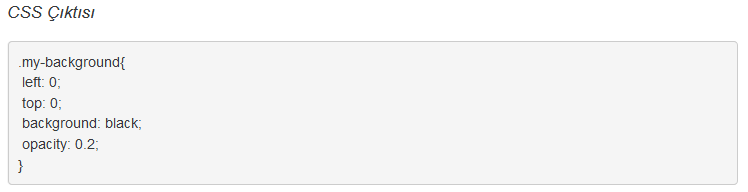 CSS Çıktısı
.my-background{
left: 0;
top: 0;
background: black;
opacity: 0.2;
}